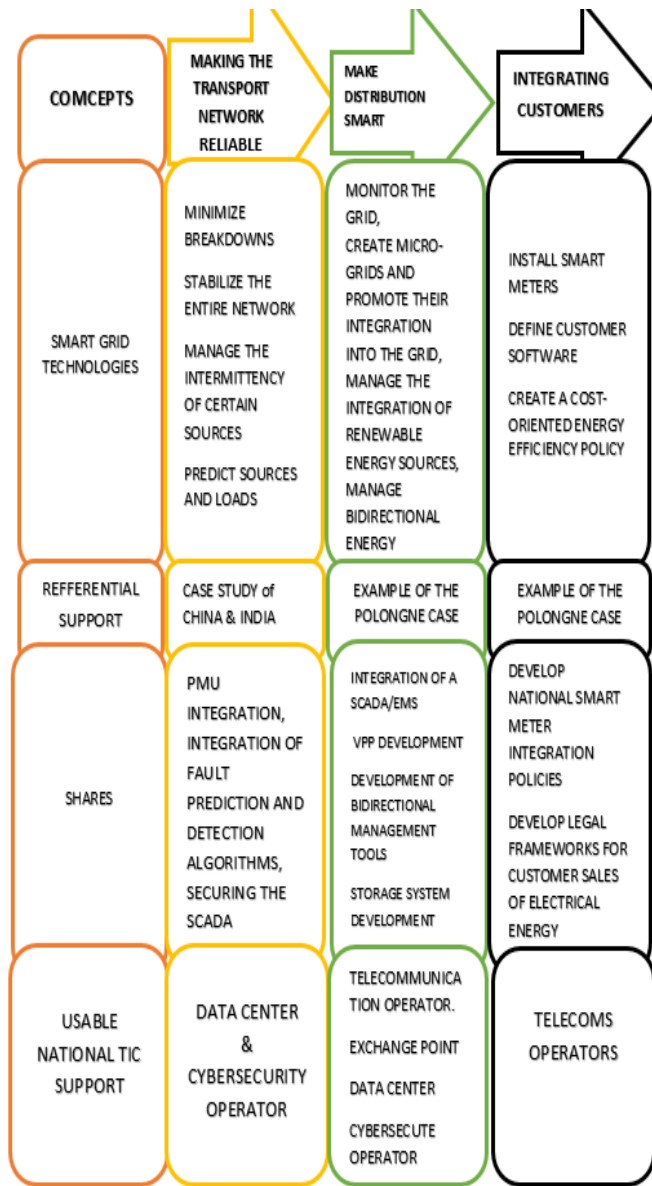 COMCEPTS
MAKING THE
TRANSPORT
NETWORK
RELIABLE
MAKE
DISTRIBUTION
SMART
INTEGRATING
CUSTOMERS
SMART GRID
TECHNOLOGIES
MINIMIZE
BREAKDOWNS
STABILIZE THE
ENTIRE NETWORK
MANAGE THE
INTERMITTENCY
OF CERTAIN
SOURCES
PREDICT SOURCES
AND LOADS
MONITOR THE
GRID,
CREATE MICRO-
GRIDS AND
PROMOTE THEIR
INTEGRATION
INTO THE GRID,
MANAGE THE
INTEGRATION OF
RENEWABLE
ENERGY SOURCES,
MANAGE
BIDIRECTIONAL
ENERGY
INSTALL SMART
METERS
DEFINE CUSTOMER
SOFTWARE
CREATE A COST-
ORIENTED ENERGY
EFFICIENCY POLICY
REFFERENTIAL
SUPPORT
CASE STUDY of
CHINA & INDIA
EXAMPLE OF THE
POLONGNE CASE
EXAMPLE OF THE
POLONGNE CASE
SHARES
PMU
INTEGRATION,
INTEGRATION OF
FAULT
PREDICTION AND
DETECTION
ALGORITHMS,
SECURING THE
SCADA
INTEGRATION OF A
SCADA/EMS
VPP DEVELOPMENT
DEVELOPMENT OF
BIDIRECTIONAL
MANAGEMENT
TOOLS
STORAGE SYSTEM
DEVELOPMENT
DEVELOP
NATIONAL SMART
METER
INTEGRATION
POLICIES
DEVELOP LEGAL
FRAMEWORKS FOR
CUSTOMER SALES
OF ELECTRICAL
ENERGY
USABLE
NATIONAL TIC
SUPPORT
DATA CENTER
&
CYBERSECURITY
OPERATOR
TELECOMMUNICA
TION OPERATOR.
EXCHANGE POINT
DATA CENTER
CYBERSECUTE
OPERATOR
TELECOMS
OPERATORS